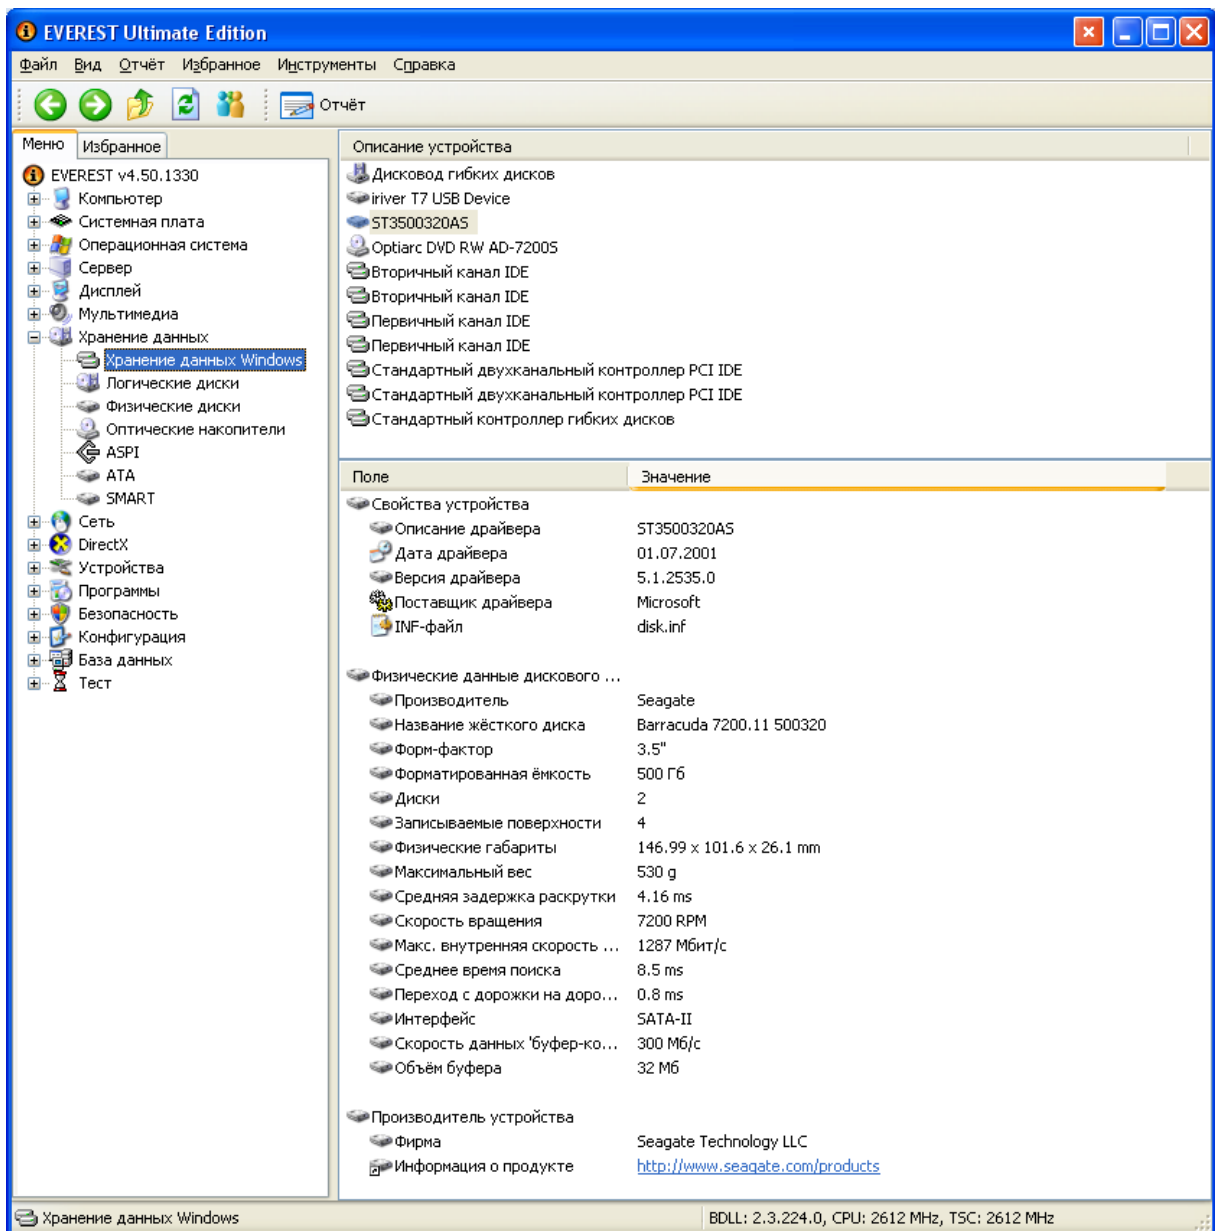 EVEREST Ultimate Edition
Файл Вид Отчёт Избранное Инструменты Справка
Отчёт
Меню Избранное
EVEREST v4.50.1330
Компьютер
Системная плата
Операционная система
Сервер
Дисплей
Мультимедиа
Хранение данных
Хранение данных Windows
Логические диски
Физические диски
Оптические накопители
ASPI
ATA
SMART
Сеть
DirectX
Устройства
Программы
Безопасность
Конфигурация
База данных
Тест
Описание устройства
Дисковод гибких дисков
iriver T7 USB Device
ST3500320AS
Optiarc DVD RW AD-7200S
Вторичный канал IDE
Вторичный канал IDE
Первичный канал IDE
Первичный канал IDE
Стандартный двухканальный контроллер PCI IDE
Стандартный двухканальный контроллер PCI IDE
Стандартный контроллер гибких дисков
Поле Значение
Свойства устройства
Описание драйвера ST3500320AS
Дата драйвера 01.07.2001
Версия драйвера 5.1.2535.0
Поставщик драйвера Microsoft
INF-файл disk.inf
Физические данные дискового ...
Производитель Seagate
Название жёсткого диска Barracuda 7200.11 500320
Форм-фактор 3.5"
Форматированная ёмкость 500 Гб
Диски 2
Записываемые поверхности 4
Физические габариты 146.99 x 101.6 x 26.1 mm
Максимальный вес 530 g
Средняя задержка раскрутки 4.16 ms
Скорость вращения 7200 RPM
Макс. внутренняя скорость ... 1287 Мбит/с
Среднее время поиска 8.5 ms
Переход с дорожки на доро... 0.8 ms
Интерфейс SATA-II
Скорость данных 'буфер-ко... 300 Мб/с
Объём буфера 32 Мб
Производитель устройства
Фирма Seagate Technology LLC
Информация о продукте http://www.seagate.com/products
Хранение данных Windows BDLL: 2.3.224.0, CPU: 2612 MHz, TSC: 2612 MHz